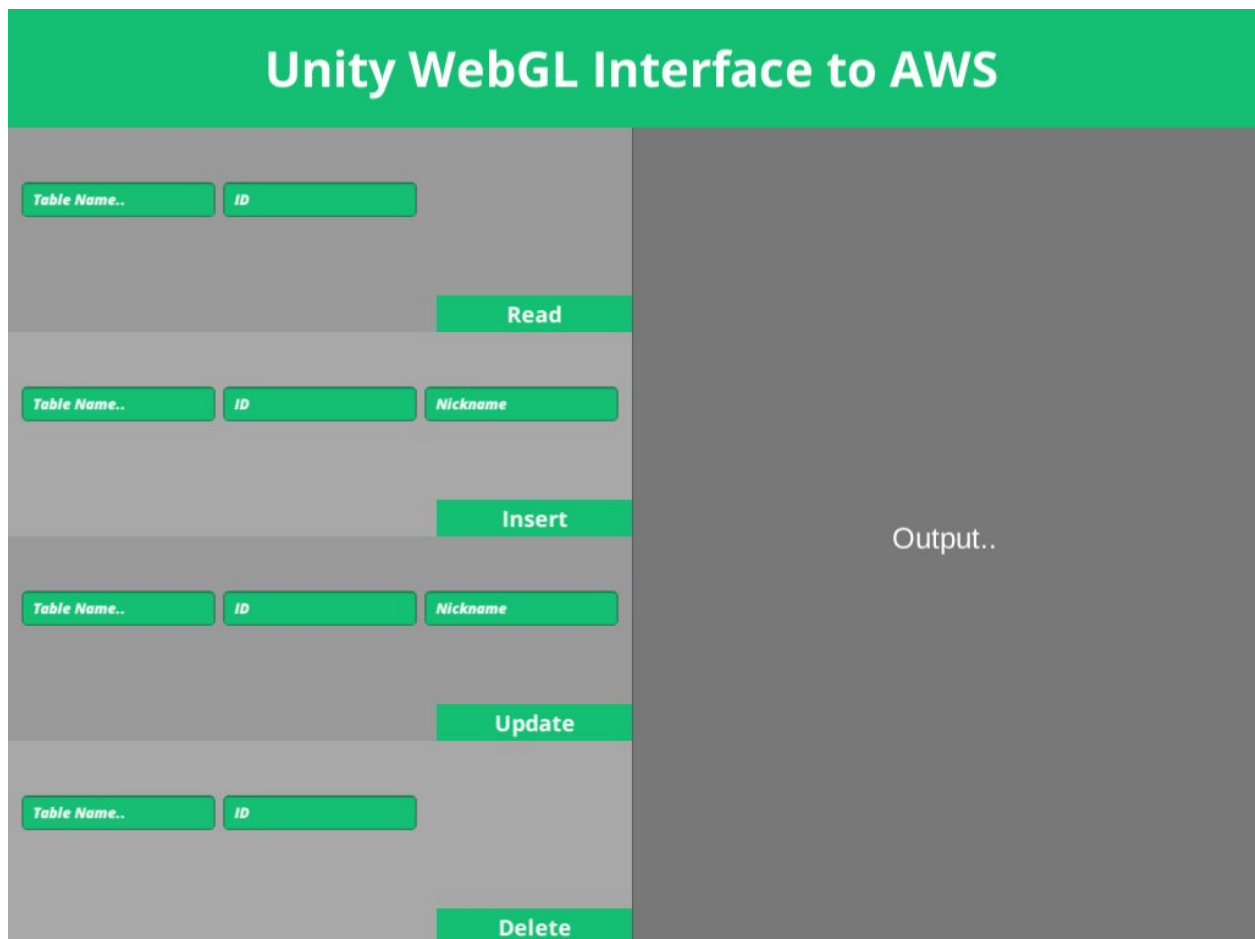 Unity WebGL Interface to AWS
Table Name.. ID
Read
Table Name.. ID Nickname
Insert
Table Name.. ID Nickname
Update
Table Name.. ID
Delete
Output..